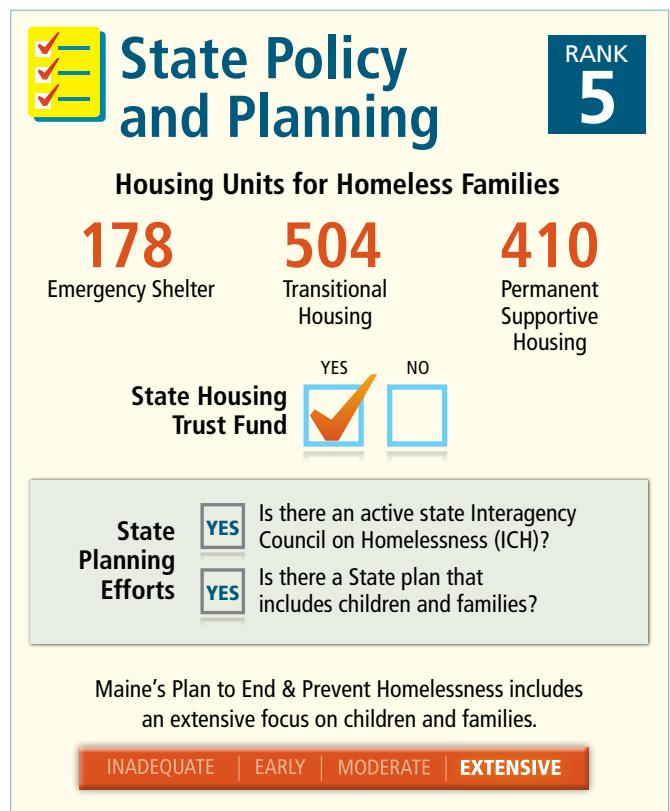 State Policy
and Planning
RANK
5
Housing Units for Homeless Families
178
Emergency Shelter
504
Transitional
Housing
410
Permanent
Supportive
Housing
YES
NO
State Housing
Trust Fund
State
Planning
Efforts
YES
Is there an active state Interagency
Council on Homelessness (ICH)?
YES
Is there a State plan that
includes children and families?
Maine’s Plan to End & Prevent Homelessness includes
an extensive focus on children and families.
INADEQUATE | EARLY | MODERATE | EXTENSIVE